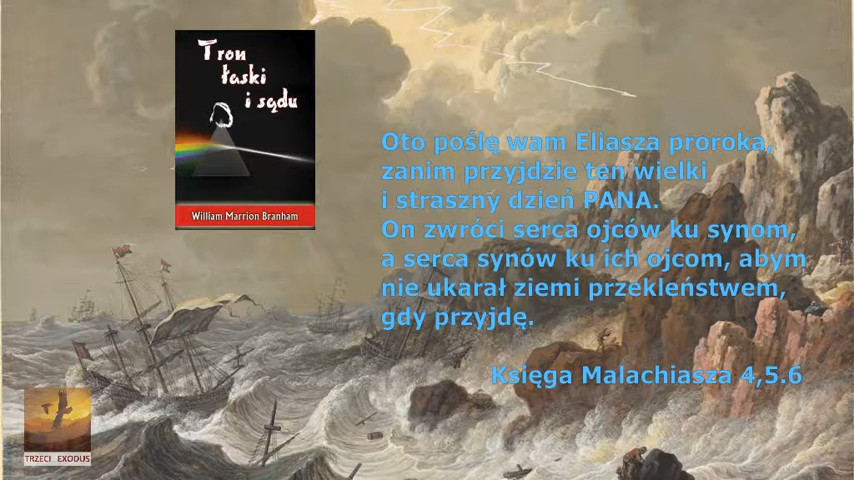 Tron
łaski
i sądu
William Marrion Branham
Oto poślę wam Eliasza proroka,
zanim przyjdzie ten wielki
i straszny dzień PANA.
On zwróci serca ojców ku synom,
a serca synów ku ich ojcom, abym
nie ukarał ziemi przekleństwem,
gdy przyjdę.
Księga Malachiasza 4,5.6
TRZECI EXODUS